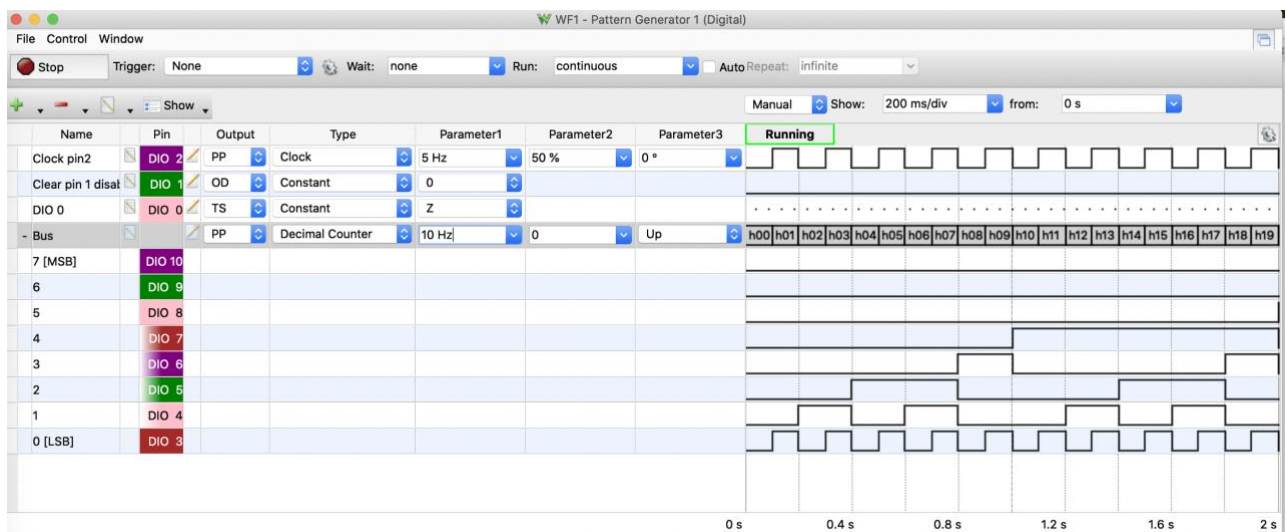 WF1 - Pattern Generator 1 (Digital)
File Control Window
Stop Trigger: None Wait: none Run: continuous Auto Repeat: infinite
Show Manual Show: 200 ms/div from: 0 s
Name Pin Output Type Parameter1 Parameter2 Parameter3 Running
Clock pin2 DIO 2 PP Clock 5 Hz 50 % 0 °
Clear pin 1 disat DIO 1 OD Constant 0
DIO 0 DIO 0 TS Constant Z
- Bus PP Decimal Counter 10 Hz 0 Up h00 h01 h02 h03 h04 h05 h06 h07 h08 h09 h10 h11 h12 h13 h14 h15 h16 h17 h18 h19
7 [MSB] DIO 10
6 DIO 9
5 DIO 8
4 DIO 7
3 DIO 6
2 DIO 5
1 DIO 4
0 [LSB] DIO 3
0 s 0.4 s 0.8 s 1.2 s 1.6 s 2 s